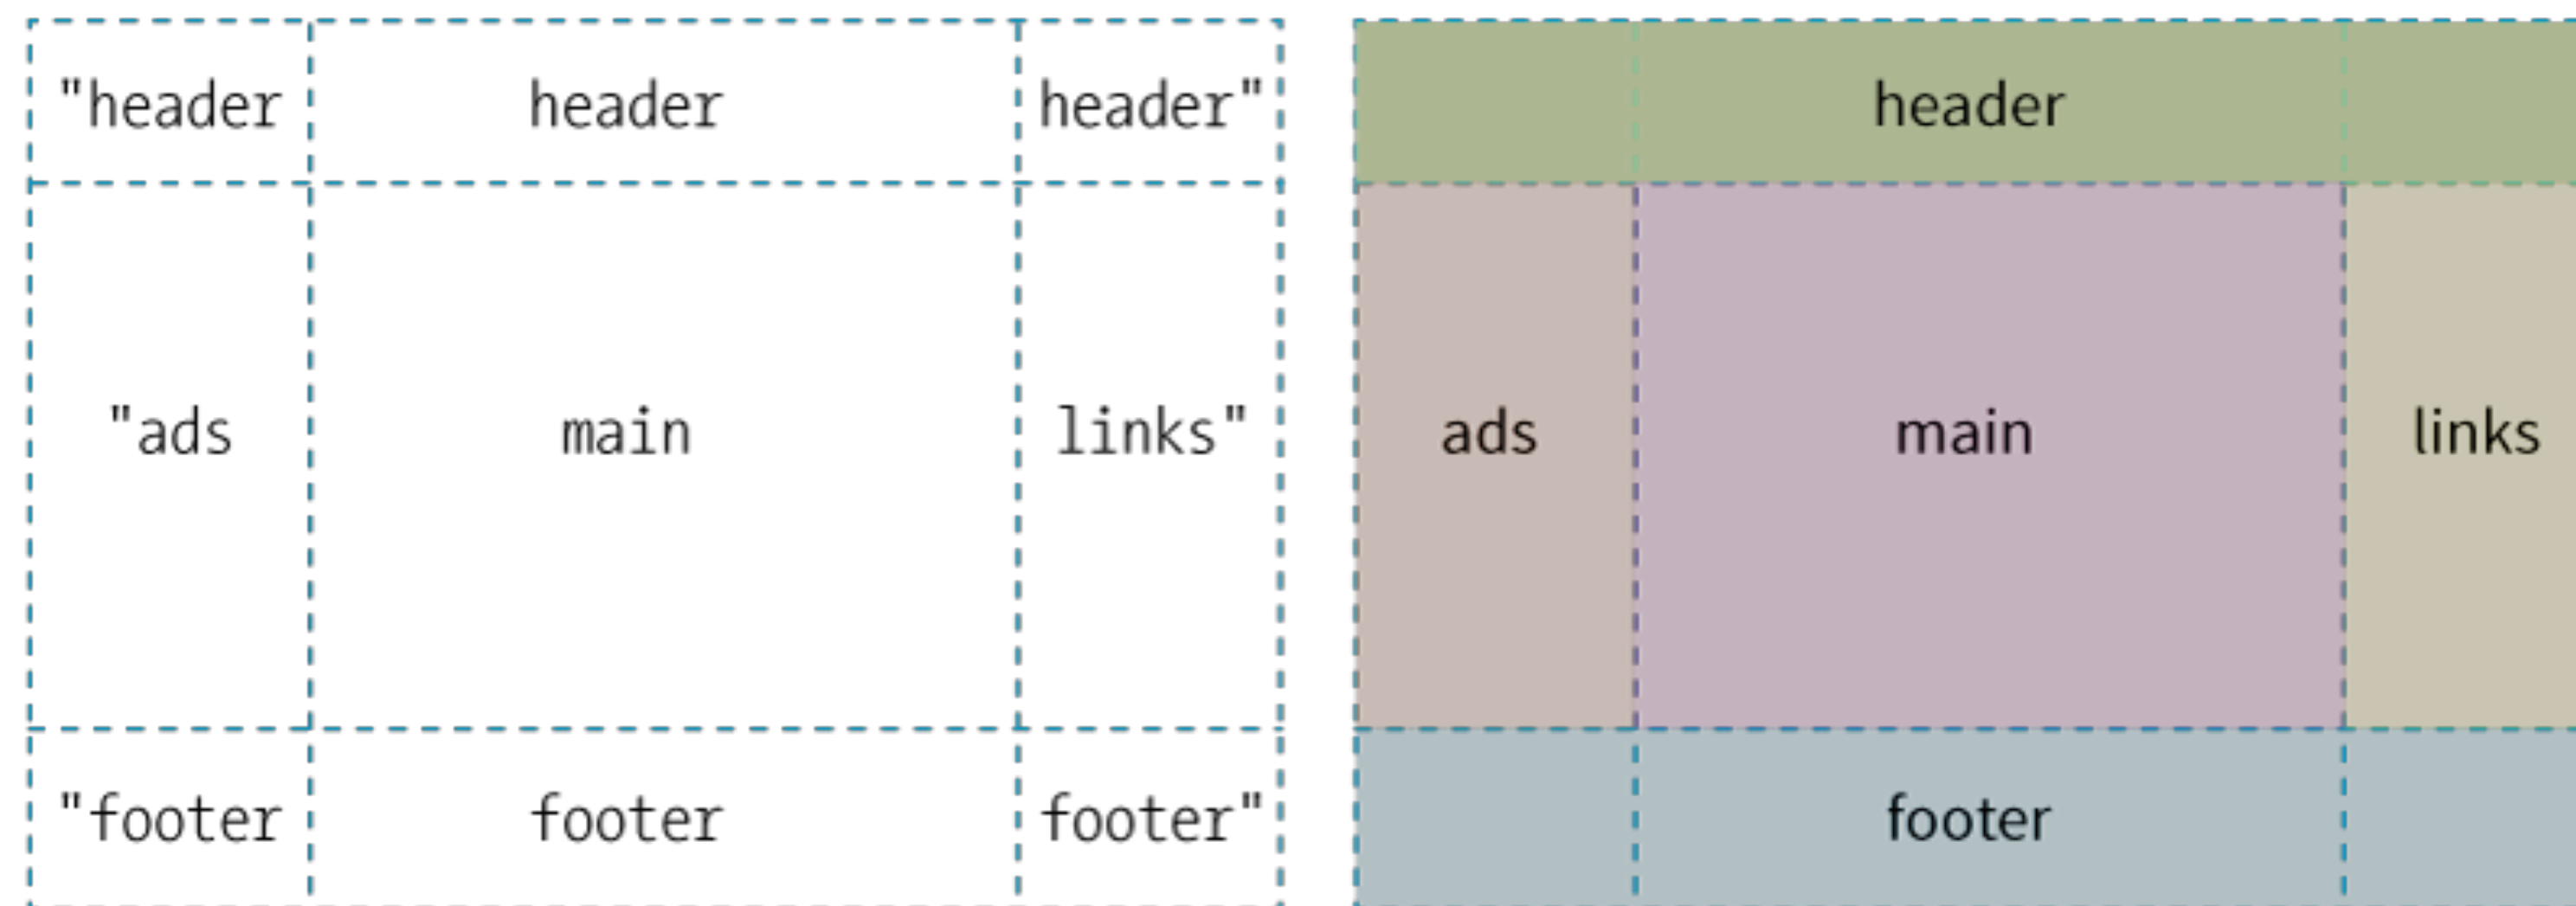 "header header header"
"ads main links"
"footer footer footer"
header
ads main links
footer